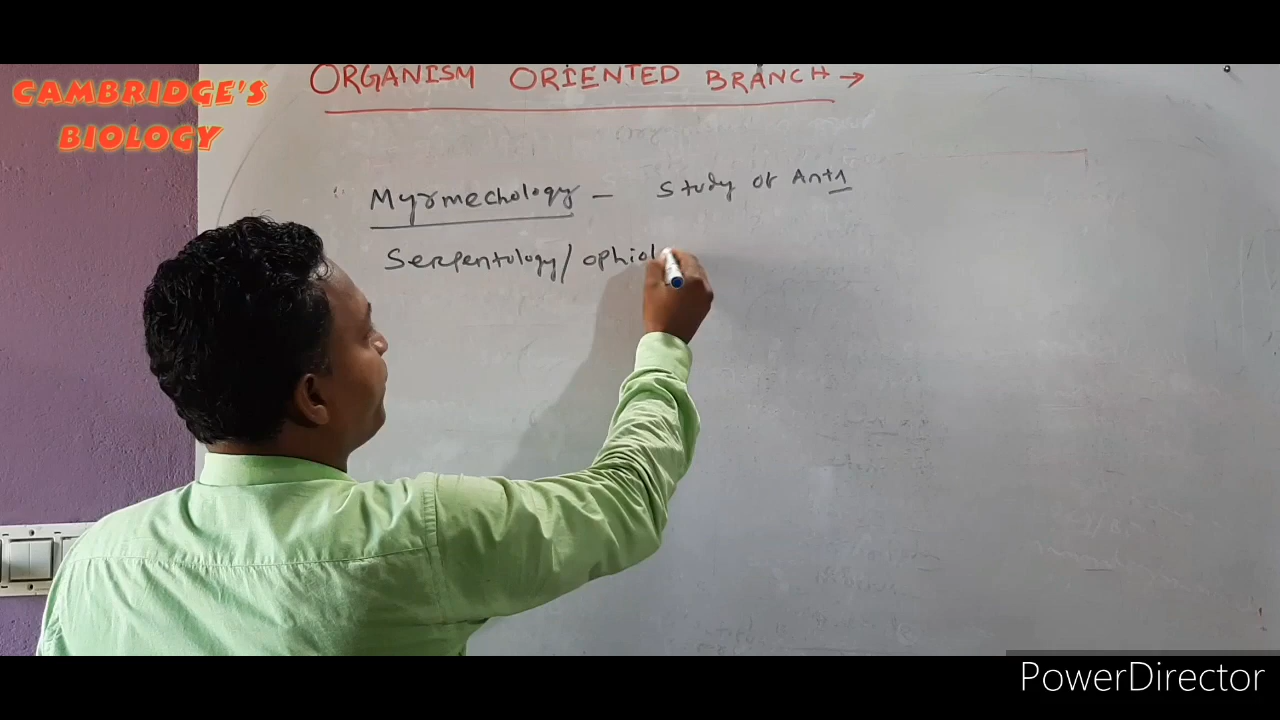 CAMBRIDGE'S
BIOLOGY
ORGANISM ORIENTED BRANCH →
Myrmechology — Study of Ants
Serpentology/ ophiol
PowerDirector